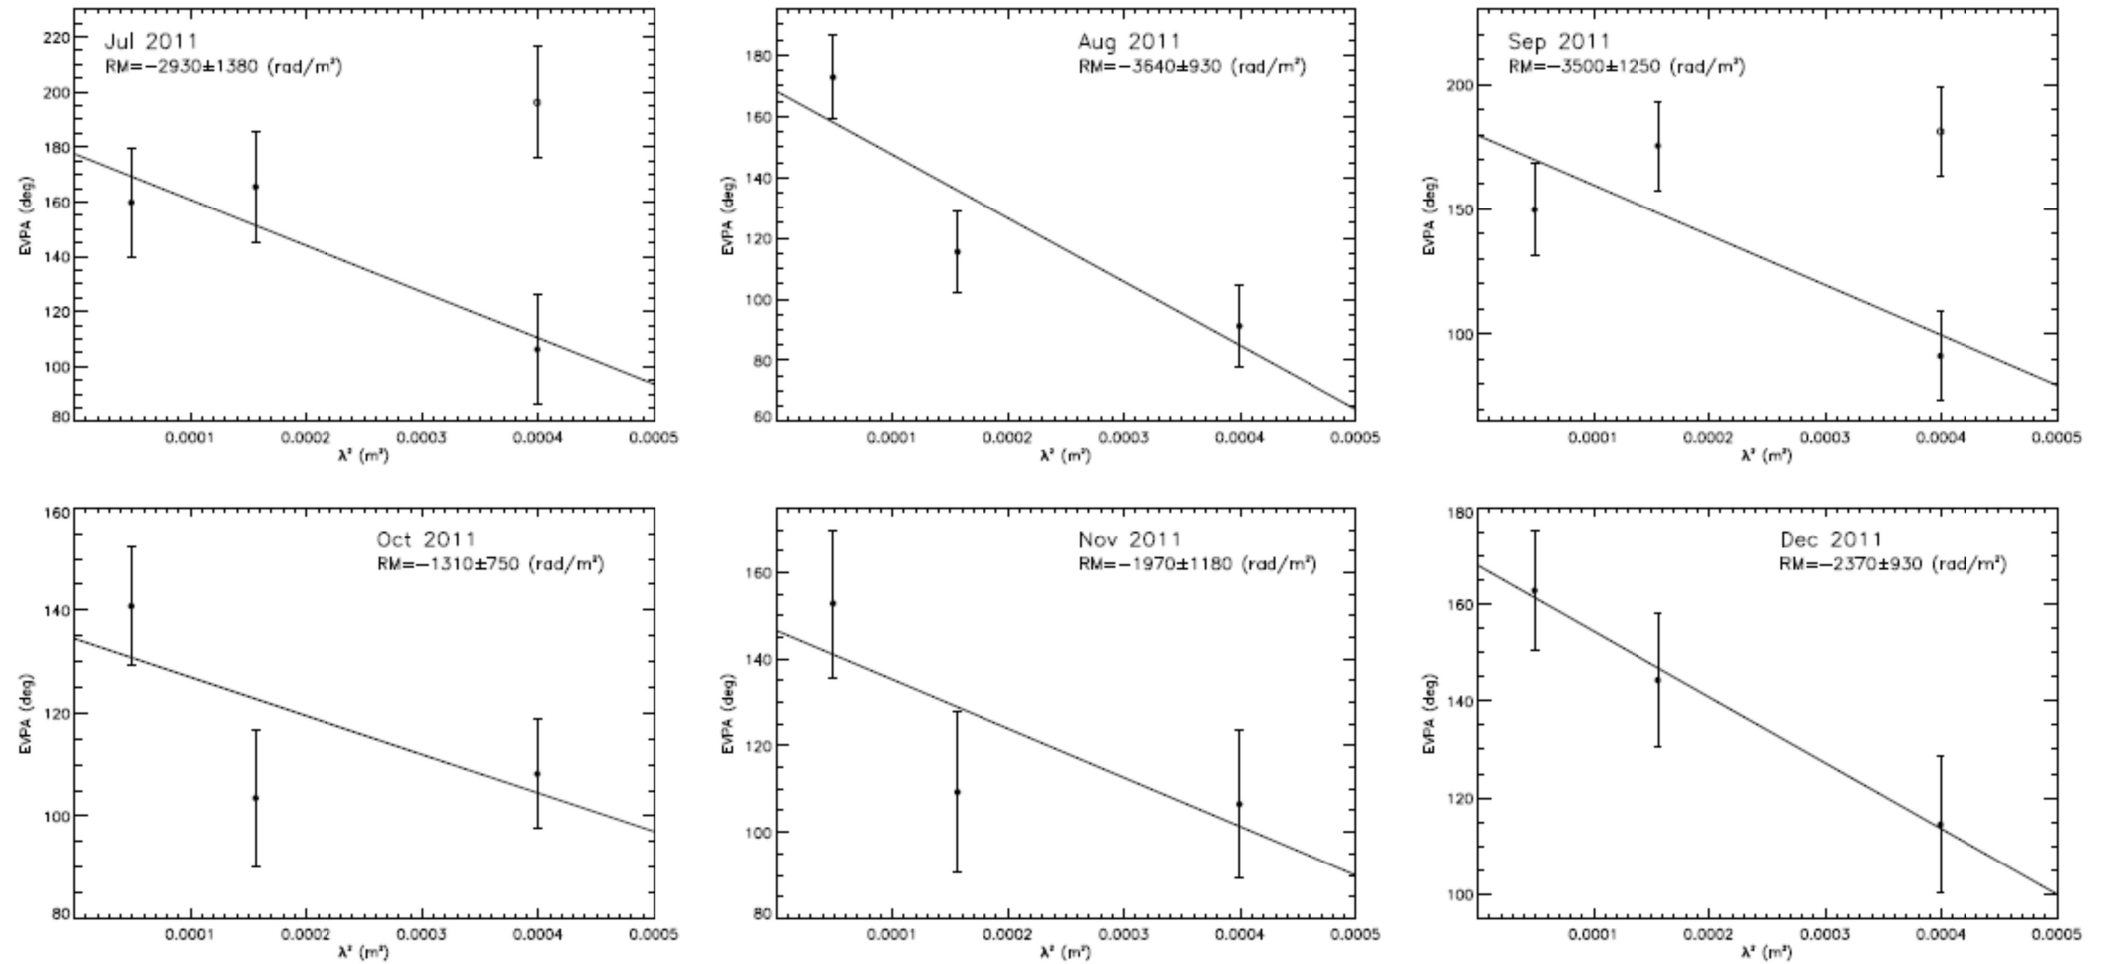 Jul 2011
RM=−2930±1380 (rad/m²)
220
200
180
160
140
120
100
80
EVPA (deg)
0.0001 0.0002 0.0003 0.0004 0.0005
λ² (m²)
Aug 2011
RM=−3640±930 (rad/m²)
180
160
140
120
100
80
60
EVPA (deg)
0.0001 0.0002 0.0003 0.0004 0.0005
λ² (m²)
Sep 2011
RM=−3500±1250 (rad/m²)
200
150
100
EVPA (deg)
0.0001 0.0002 0.0003 0.0004 0.0005
λ² (m²)
Oct 2011
RM=−1310±750 (rad/m²)
160
140
120
100
80
EVPA (deg)
0.0001 0.0002 0.0003 0.0004 0.0005
λ² (m²)
Nov 2011
RM=−1970±1180 (rad/m²)
160
140
120
100
80
EVPA (deg)
0.0001 0.0002 0.0003 0.0004 0.0005
λ² (m²)
Dec 2011
RM=−2370±930 (rad/m²)
180
160
140
120
100
EVPA (deg)
0.0001 0.0002 0.0003 0.0004 0.0005
λ² (m²)